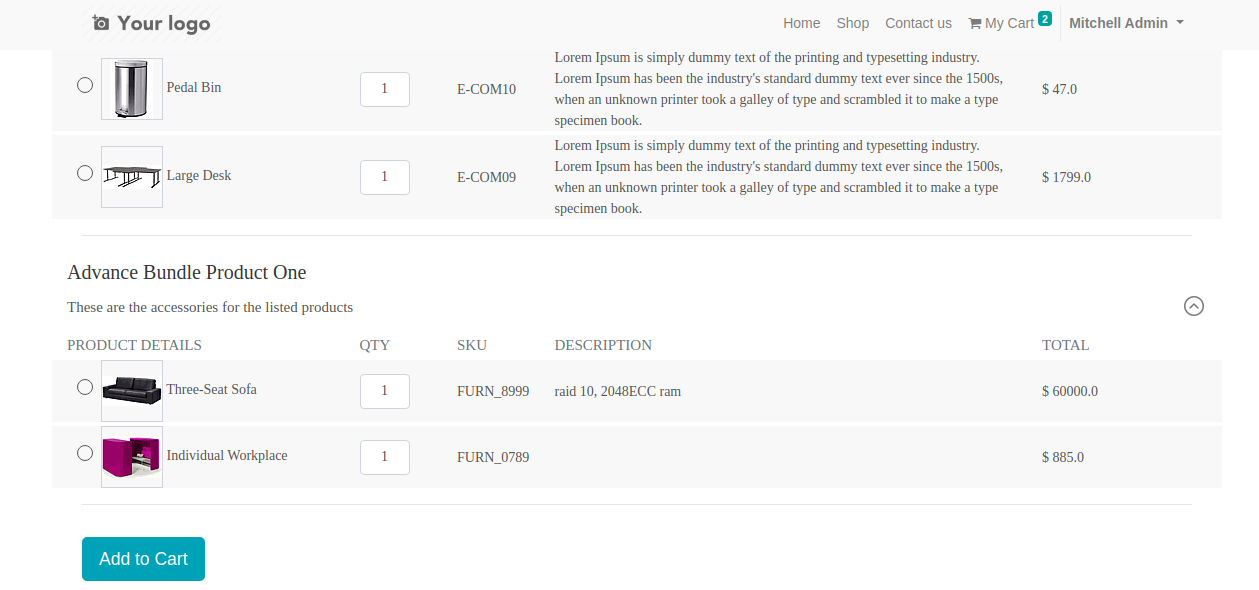 Your logo
Home Shop Contact us My Cart 2 Mitchell Admin
Lorem Ipsum is simply dummy text of the printing and typesetting industry.
Lorem Ipsum has been the industry's standard dummy text ever since the 1500s,
Pedal Bin 1 E-COM10 $ 47.0
when an unknown printer took a galley of type and scrambled it to make a type
specimen book.
Lorem Ipsum is simply dummy text of the printing and typesetting industry.
Lorem Ipsum has been the industry's standard dummy text ever since the 1500s,
Large Desk 1 E-COM09 $ 1799.0
when an unknown printer took a galley of type and scrambled it to make a type
specimen book.
Advance Bundle Product One
These are the accessories for the listed products
PRODUCT DETAILS QTY SKU DESCRIPTION TOTAL
Three-Seat Sofa 1 FURN_8999 raid 10, 2048ECC ram $ 60000.0
Individual Workplace 1 FURN_0789 $ 885.0
Add to Cart